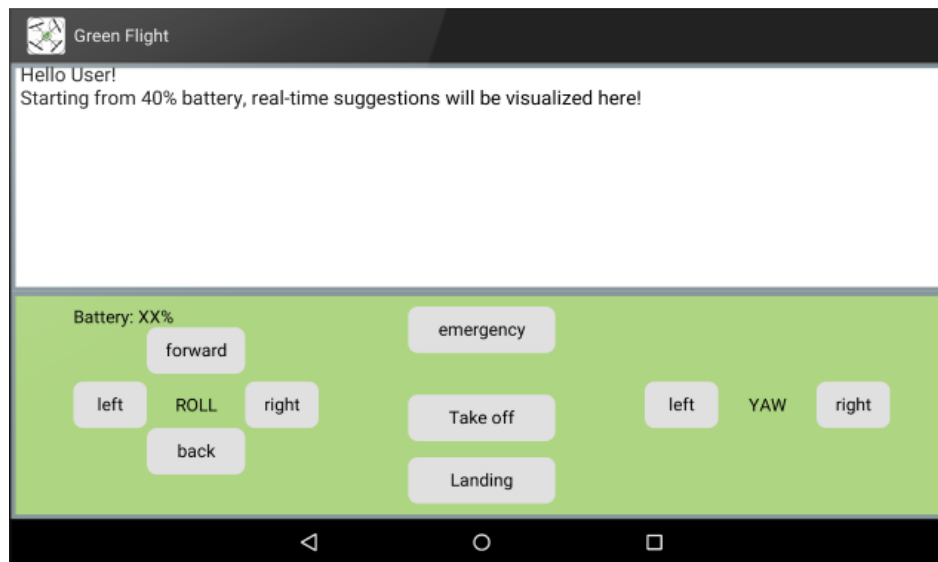 Green Flight
Hello User!
Starting from 40% battery, real-time suggestions will be visualized here!
Battery: XX%
emergency
forward
left ROLL right
Take off
left YAW right
back
Landing